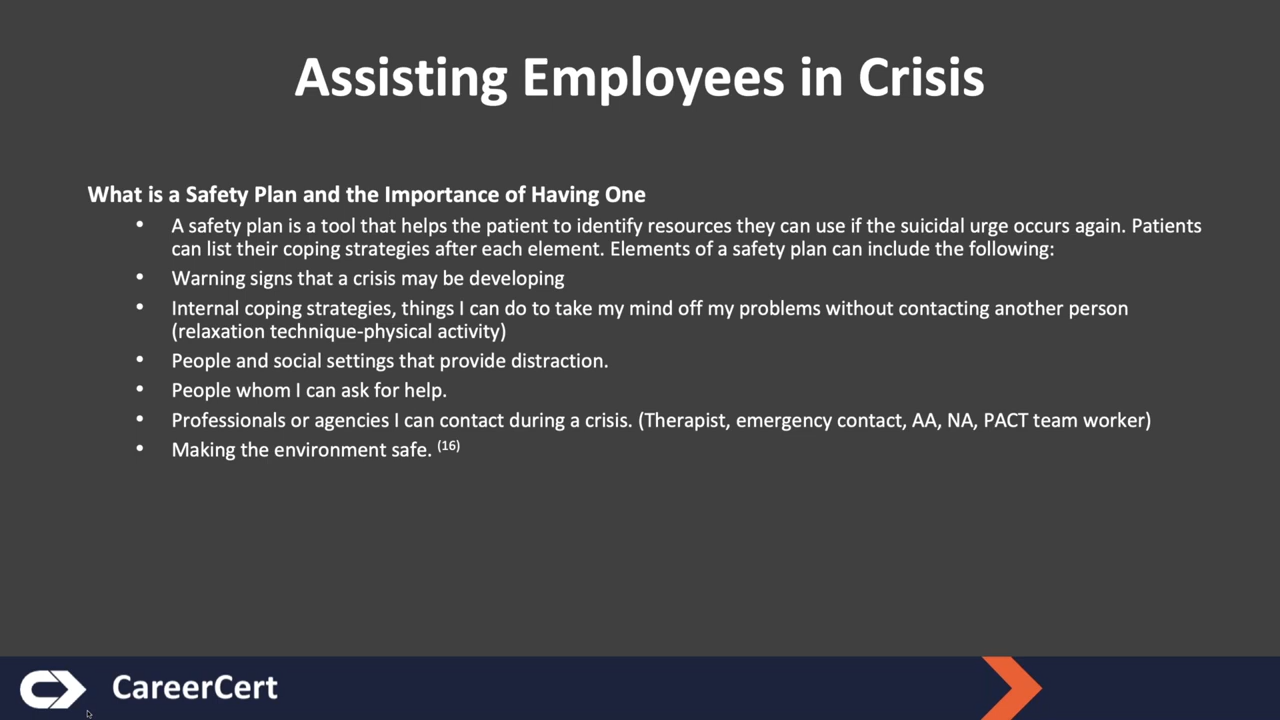 Assisting Employees in Crisis
What is a Safety Plan and the Importance of Having One
• A safety plan is a tool that helps the patient to identify resources they can use if the suicidal urge occurs again. Patients
can list their coping strategies after each element. Elements of a safety plan can include the following:
• Warning signs that a crisis may be developing
• Internal coping strategies, things I can do to take my mind off my problems without contacting another person
(relaxation technique-physical activity)
• People and social settings that provide distraction.
• People whom I can ask for help.
• Professionals or agencies I can contact during a crisis. (Therapist, emergency contact, AA, NA, PACT team worker)
• Making the environment safe. (16)
CareerCert